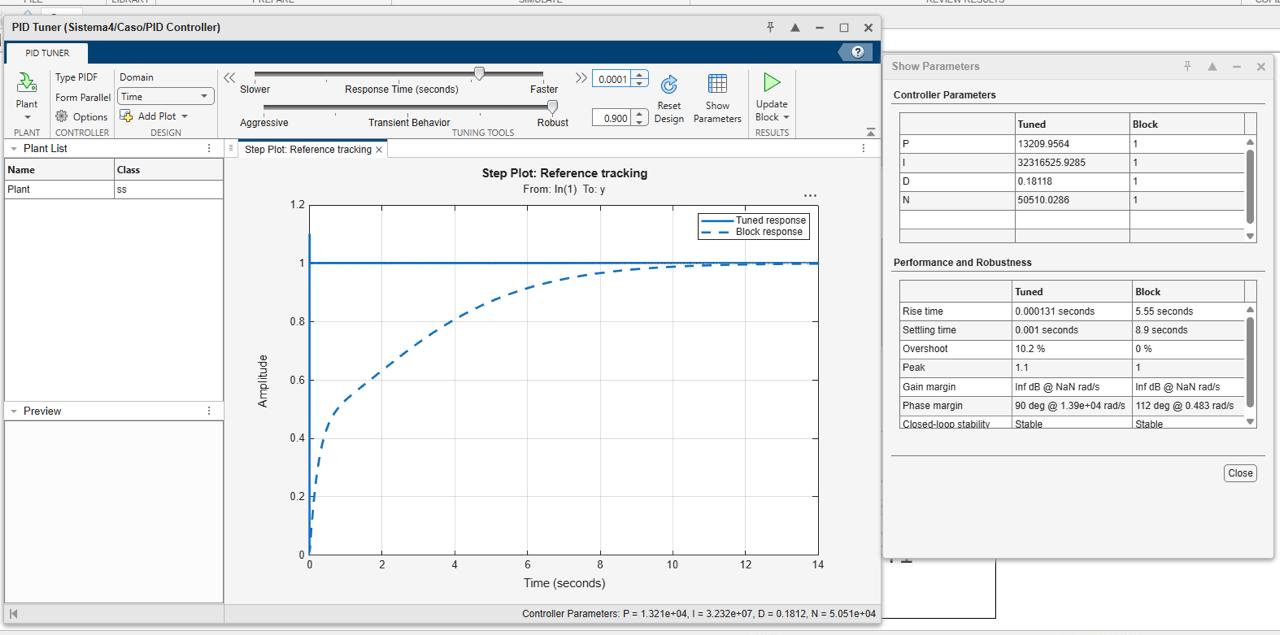 LIBRARY
PREPARE
SIMULATE
REVIEW RESULTS
PID Tuner (Sistema4/Caso/PID Controller)
PID TUNER
?
Plant
Type PIDF
Form Parallel
Options
Domain
Time
Add Plot
Slower
Response Time (seconds)
Faster
Aggressive
Transient Behavior
Robust
0.0001
0.900
Reset
Design
Show
Parameters
Update
Block
PLANT
CONTROLLER
DESIGN
TUNING TOOLS
RESULTS
Plant List
Name Class
Plant ss
Preview
Step Plot: Reference tracking
Step Plot: Reference tracking
From: In(1) To: y
Tuned response
Block response
1.2
1
0.8
0.6
0.4
0.2
0
Amplitude
0 2 4 6 8 10 12 14
Time (seconds)
Controller Parameters: P = 1.321e+04, I = 3.232e+07, D = 0.1812, N = 5.051e+04
Show Parameters
Controller Parameters
Tuned Block
P 13209.9564 1
I 32316525.9285 1
D 0.18118 1
N 50510.0286 1
Performance and Robustness
Tuned Block
Rise time 0.000131 seconds 5.55 seconds
Settling time 0.001 seconds 8.9 seconds
Overshoot 10.2 % 0 %
Peak 1.1 1
Gain margin Inf dB @ NaN rad/s Inf dB @ NaN rad/s
Phase margin 90 deg @ 1.39e+04 rad/s 112 deg @ 0.483 rad/s
Closed-loop stability Stable Stable
Close